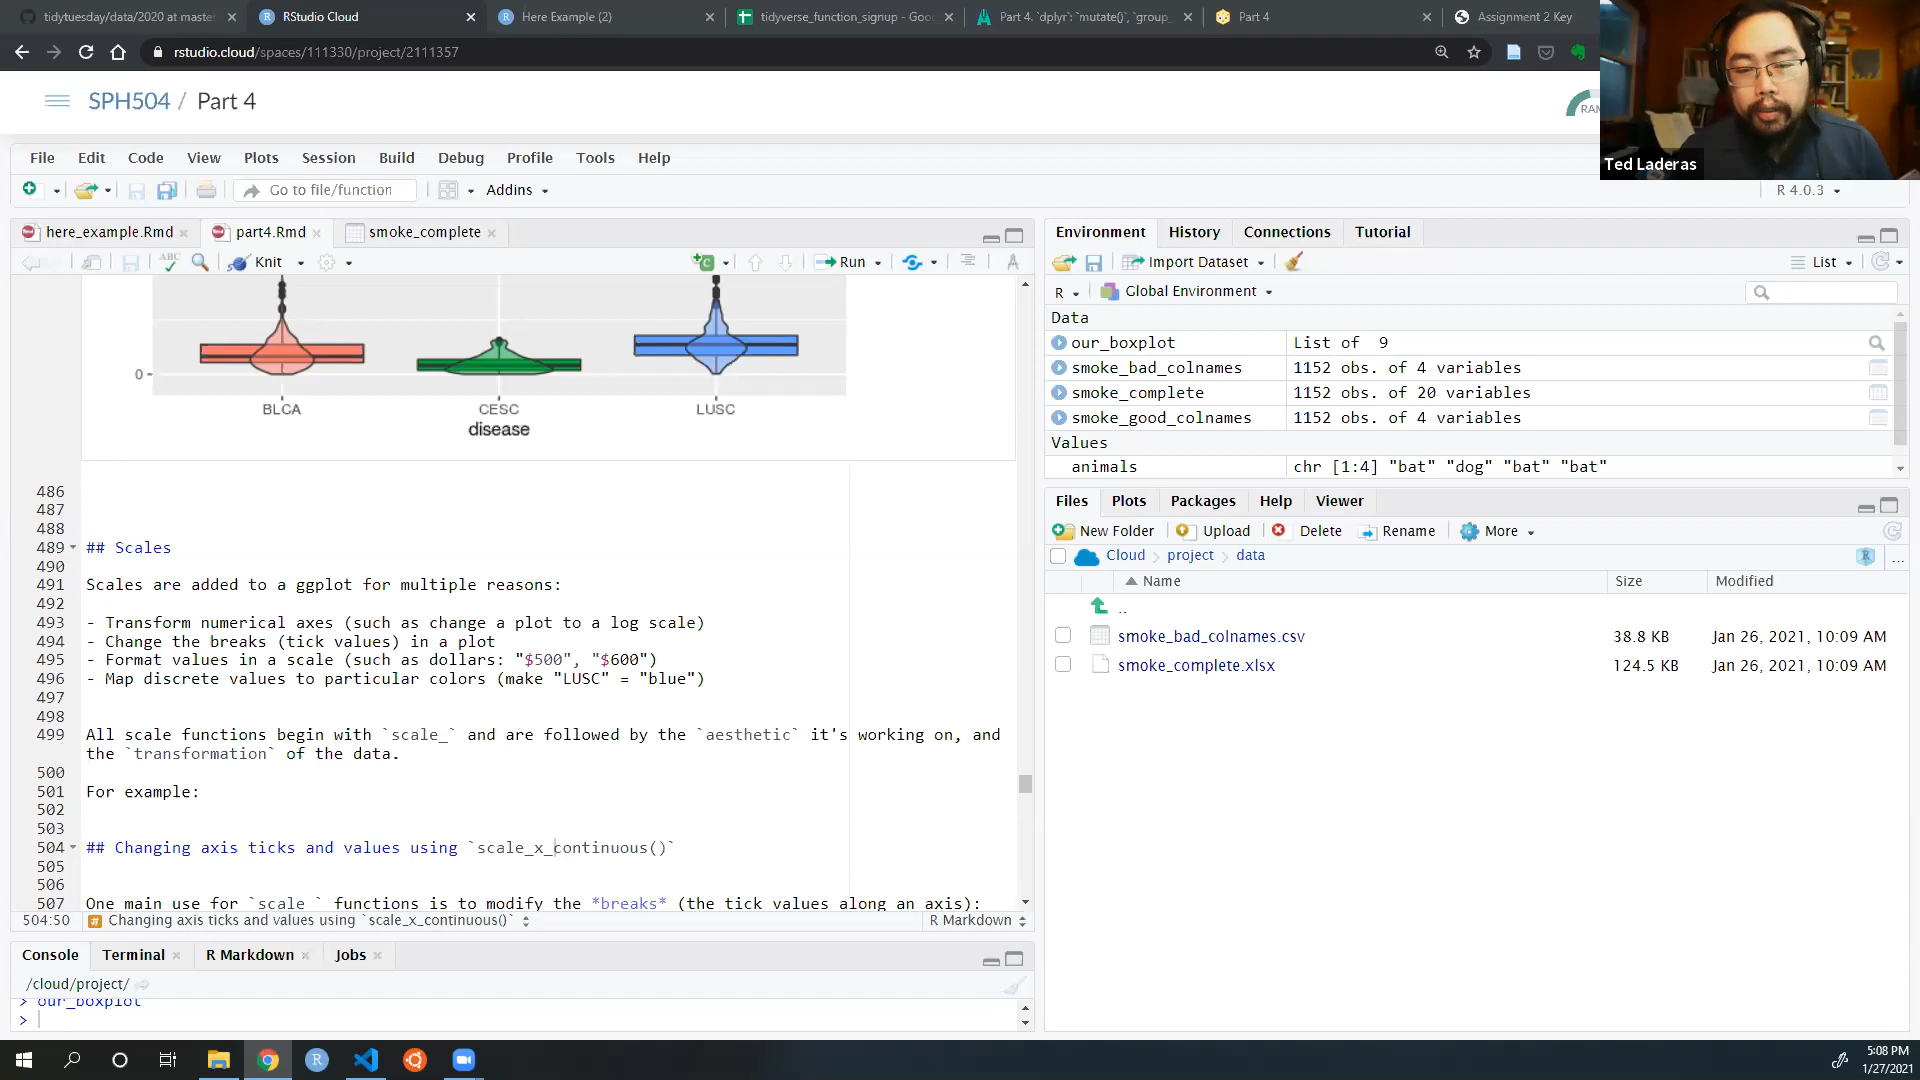 tidytuesday/data/2020 at master
RStudio Cloud
Here Example (2)
tidyverse_function_signup - Goo
Part 4. `dplyr`: `mutate()`, `group_
Part 4
Assignment 2 Key
rstudio.cloud/spaces/111330/project/2111357
SPH504 / Part 4
RAM
Ted Laderas
File Edit Code View Plots Session Build Debug Profile Tools Help
Go to file/function
Addins
R 4.0.3
here_example.Rmd
part4.Rmd
smoke_complete
ABC
Knit
Run
0
BLCA
CESC
LUSC
disease
486
487
488
489 ## Scales
490
491 Scales are added to a ggplot for multiple reasons:
492
493 - Transform numerical axes (such as change a plot to a log scale)
494 - Change the breaks (tick values) in a plot
495 - Format values in a scale (such as dollars: "$500", "$600")
496 - Map discrete values to particular colors (make "LUSC" = "blue")
497
498
499 All scale functions begin with `scale_` and are followed by the `aesthetic` it's working on, and
the `transformation` of the data.
500
501 For example:
502
503
504 ## Changing axis ticks and values using `scale_x_continuous()`
505
506
507 One main use for `scale_` functions is to modify the *breaks* (the tick values along an axis):
504:50
Changing axis ticks and values using `scale_x_continuous()`
R Markdown
Console Terminal R Markdown Jobs
/cloud/project/
> our_boxplot
>
Environment History Connections Tutorial
Import Dataset
List
R
Global Environment
Data
our_boxplot List of 9
smoke_bad_colnames 1152 obs. of 4 variables
smoke_complete 1152 obs. of 20 variables
smoke_good_colnames 1152 obs. of 4 variables
Values
animals chr [1:4] "bat" "dog" "bat" "bat"
Files Plots Packages Help Viewer
New Folder Upload Delete Rename More
Cloud project data
R
...
Name Size Modified
..
smoke_bad_colnames.csv 38.8 KB Jan 26, 2021, 10:09 AM
smoke_complete.xlsx 124.5 KB Jan 26, 2021, 10:09 AM
5:08 PM
1/27/2021